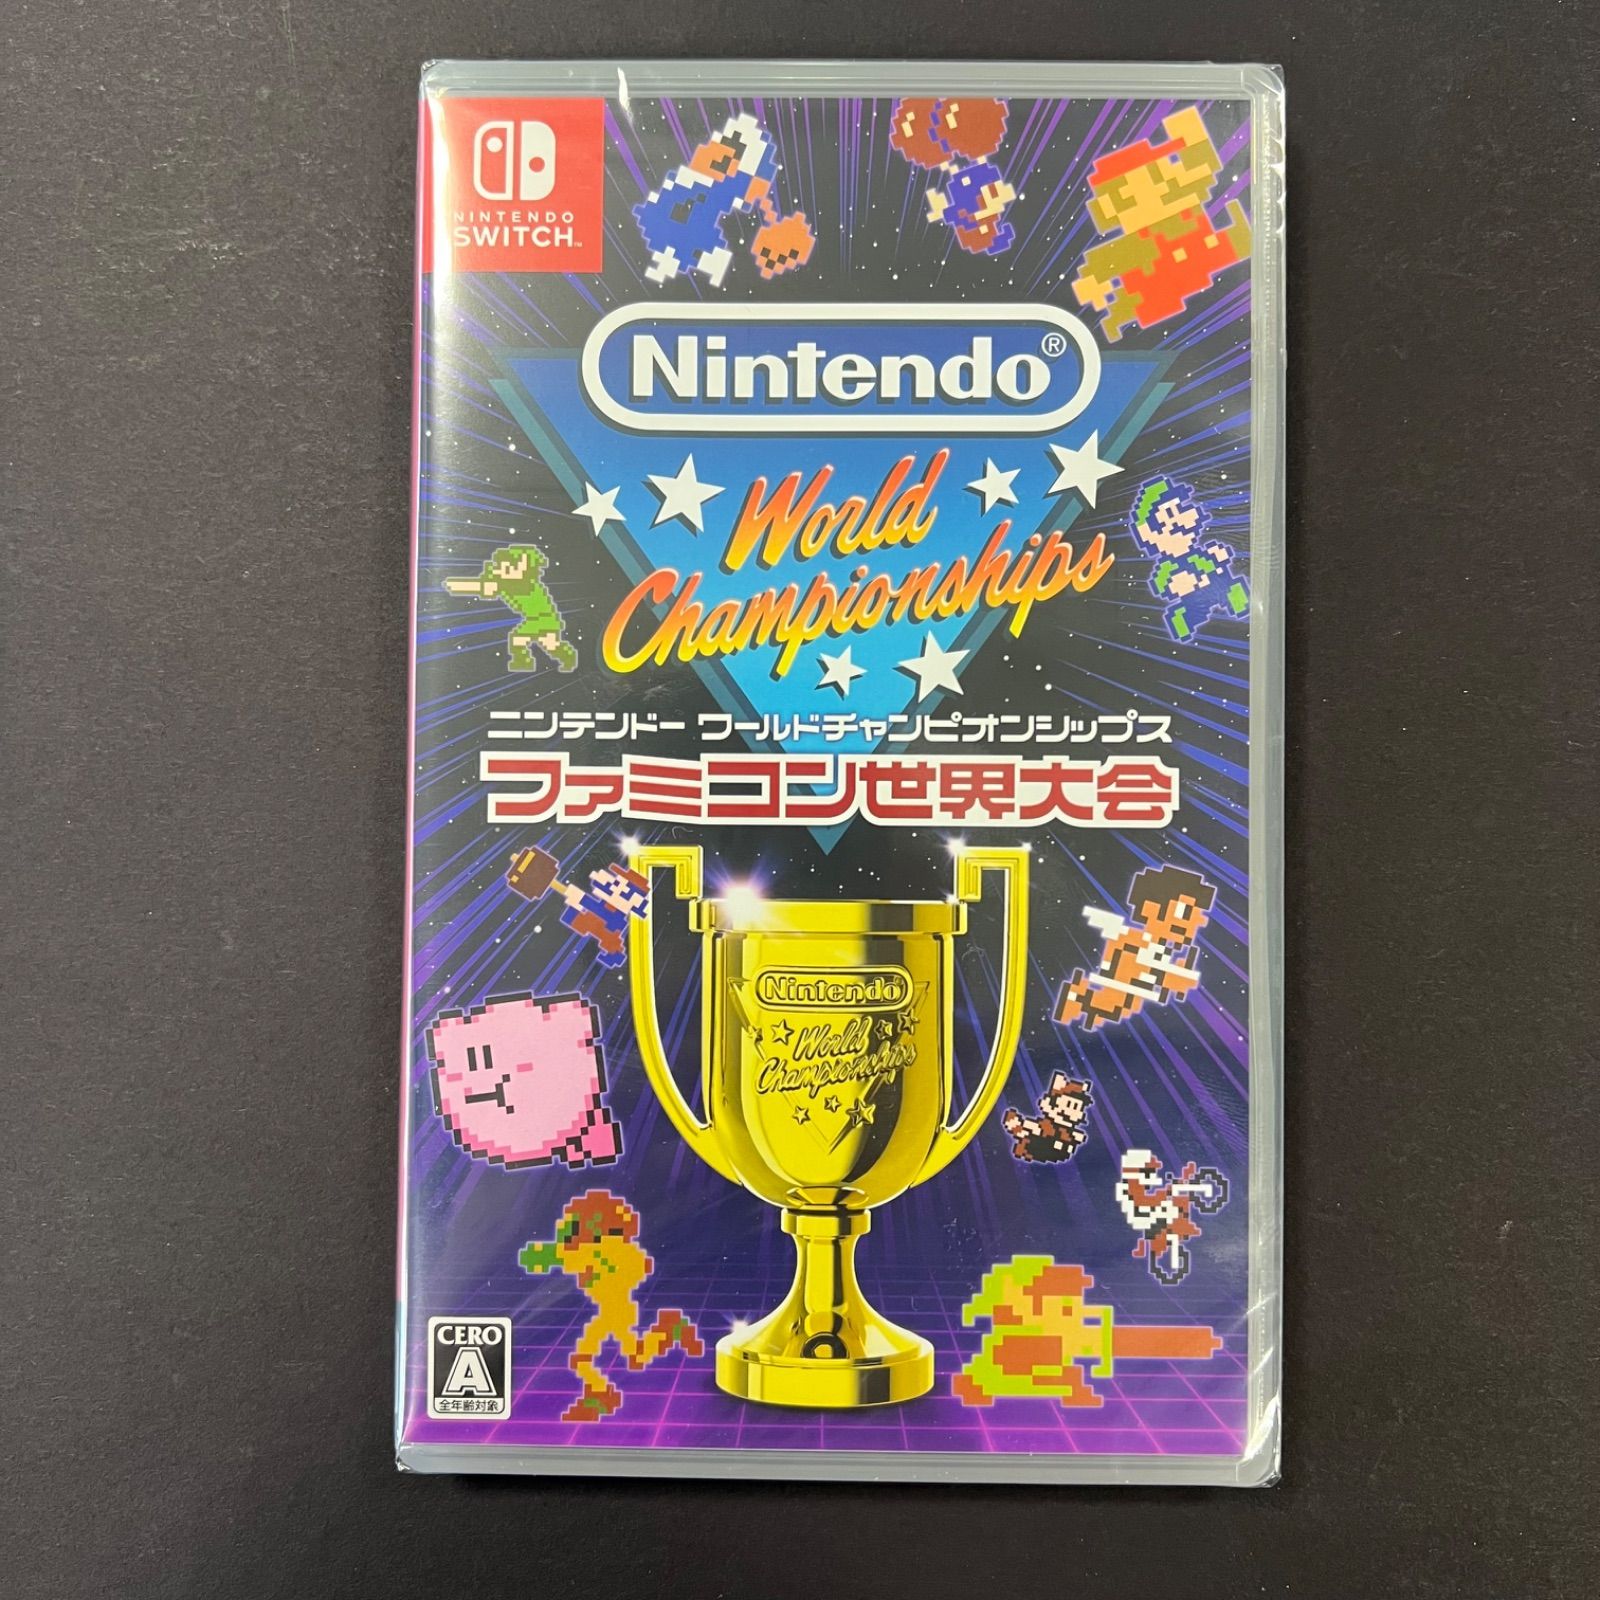 NINTENDO
SWITCH™
Nintendo®
World
Championships
ニンテンドー ワールドチャンピオンシップス
ファミコン世界大会
Nintendo
World
Championships
CERO
A
全年齢対象